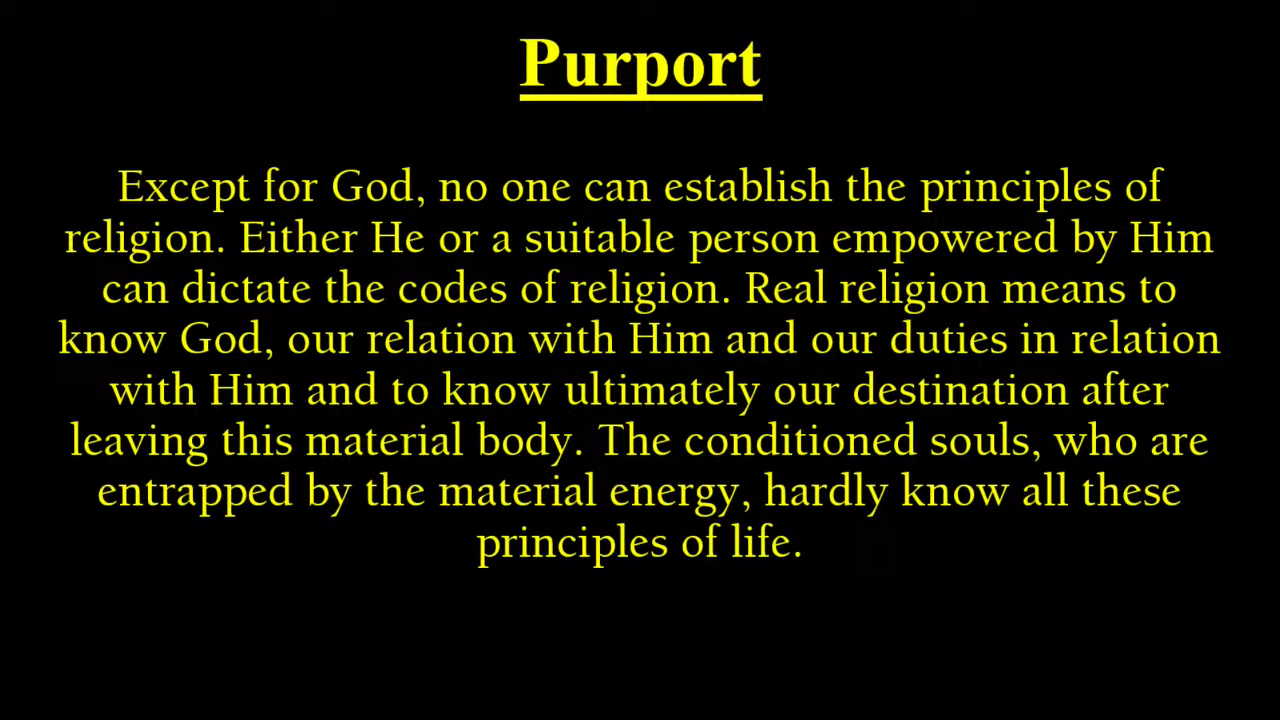 Purport
Except for God, no one can establish the principles of
religion. Either He or a suitable person empowered by Him
can dictate the codes of religion. Real religion means to
know God, our relation with Him and our duties in relation
with Him and to know ultimately our destination after
leaving this material body. The conditioned souls, who are
entrapped by the material energy, hardly know all these
principles of life.